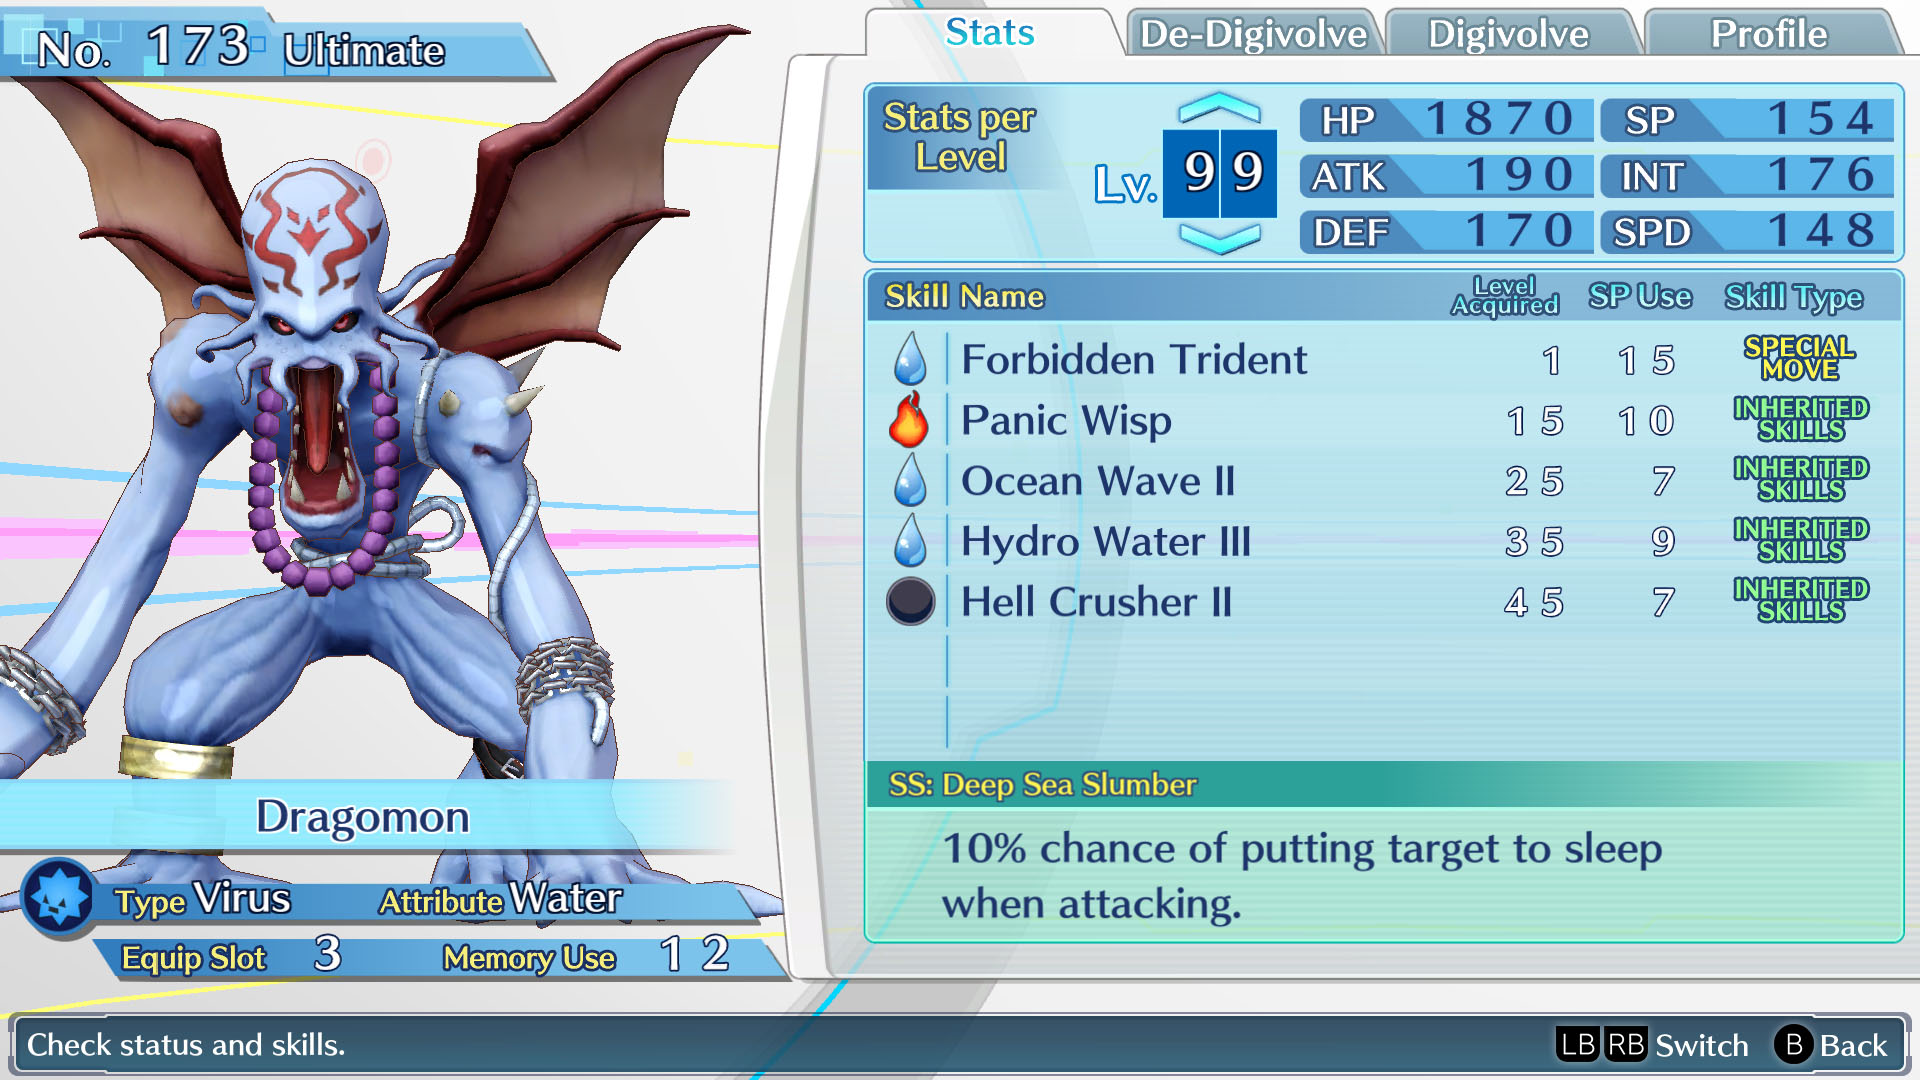 No. 173 Ultimate
Stats De-Digivolve Digivolve Profile
Stats per
Level
Lv. 99
HP 1870 SP 154
ATK 190 INT 176
DEF 170 SPD 148
Skill Name Level Acquired SP Use Skill Type
Forbidden Trident 1 15 SPECIAL MOVE
Panic Wisp 15 10 INHERITED SKILLS
Ocean Wave II 25 7 INHERITED SKILLS
Hydro Water III 35 9 INHERITED SKILLS
Hell Crusher II 45 7 INHERITED SKILLS
SS: Deep Sea Slumber
10% chance of putting target to sleep
when attacking.
Dragomon
Type Virus Attribute Water
Equip Slot 3 Memory Use 12
Check status and skills.
LB RB Switch B Back